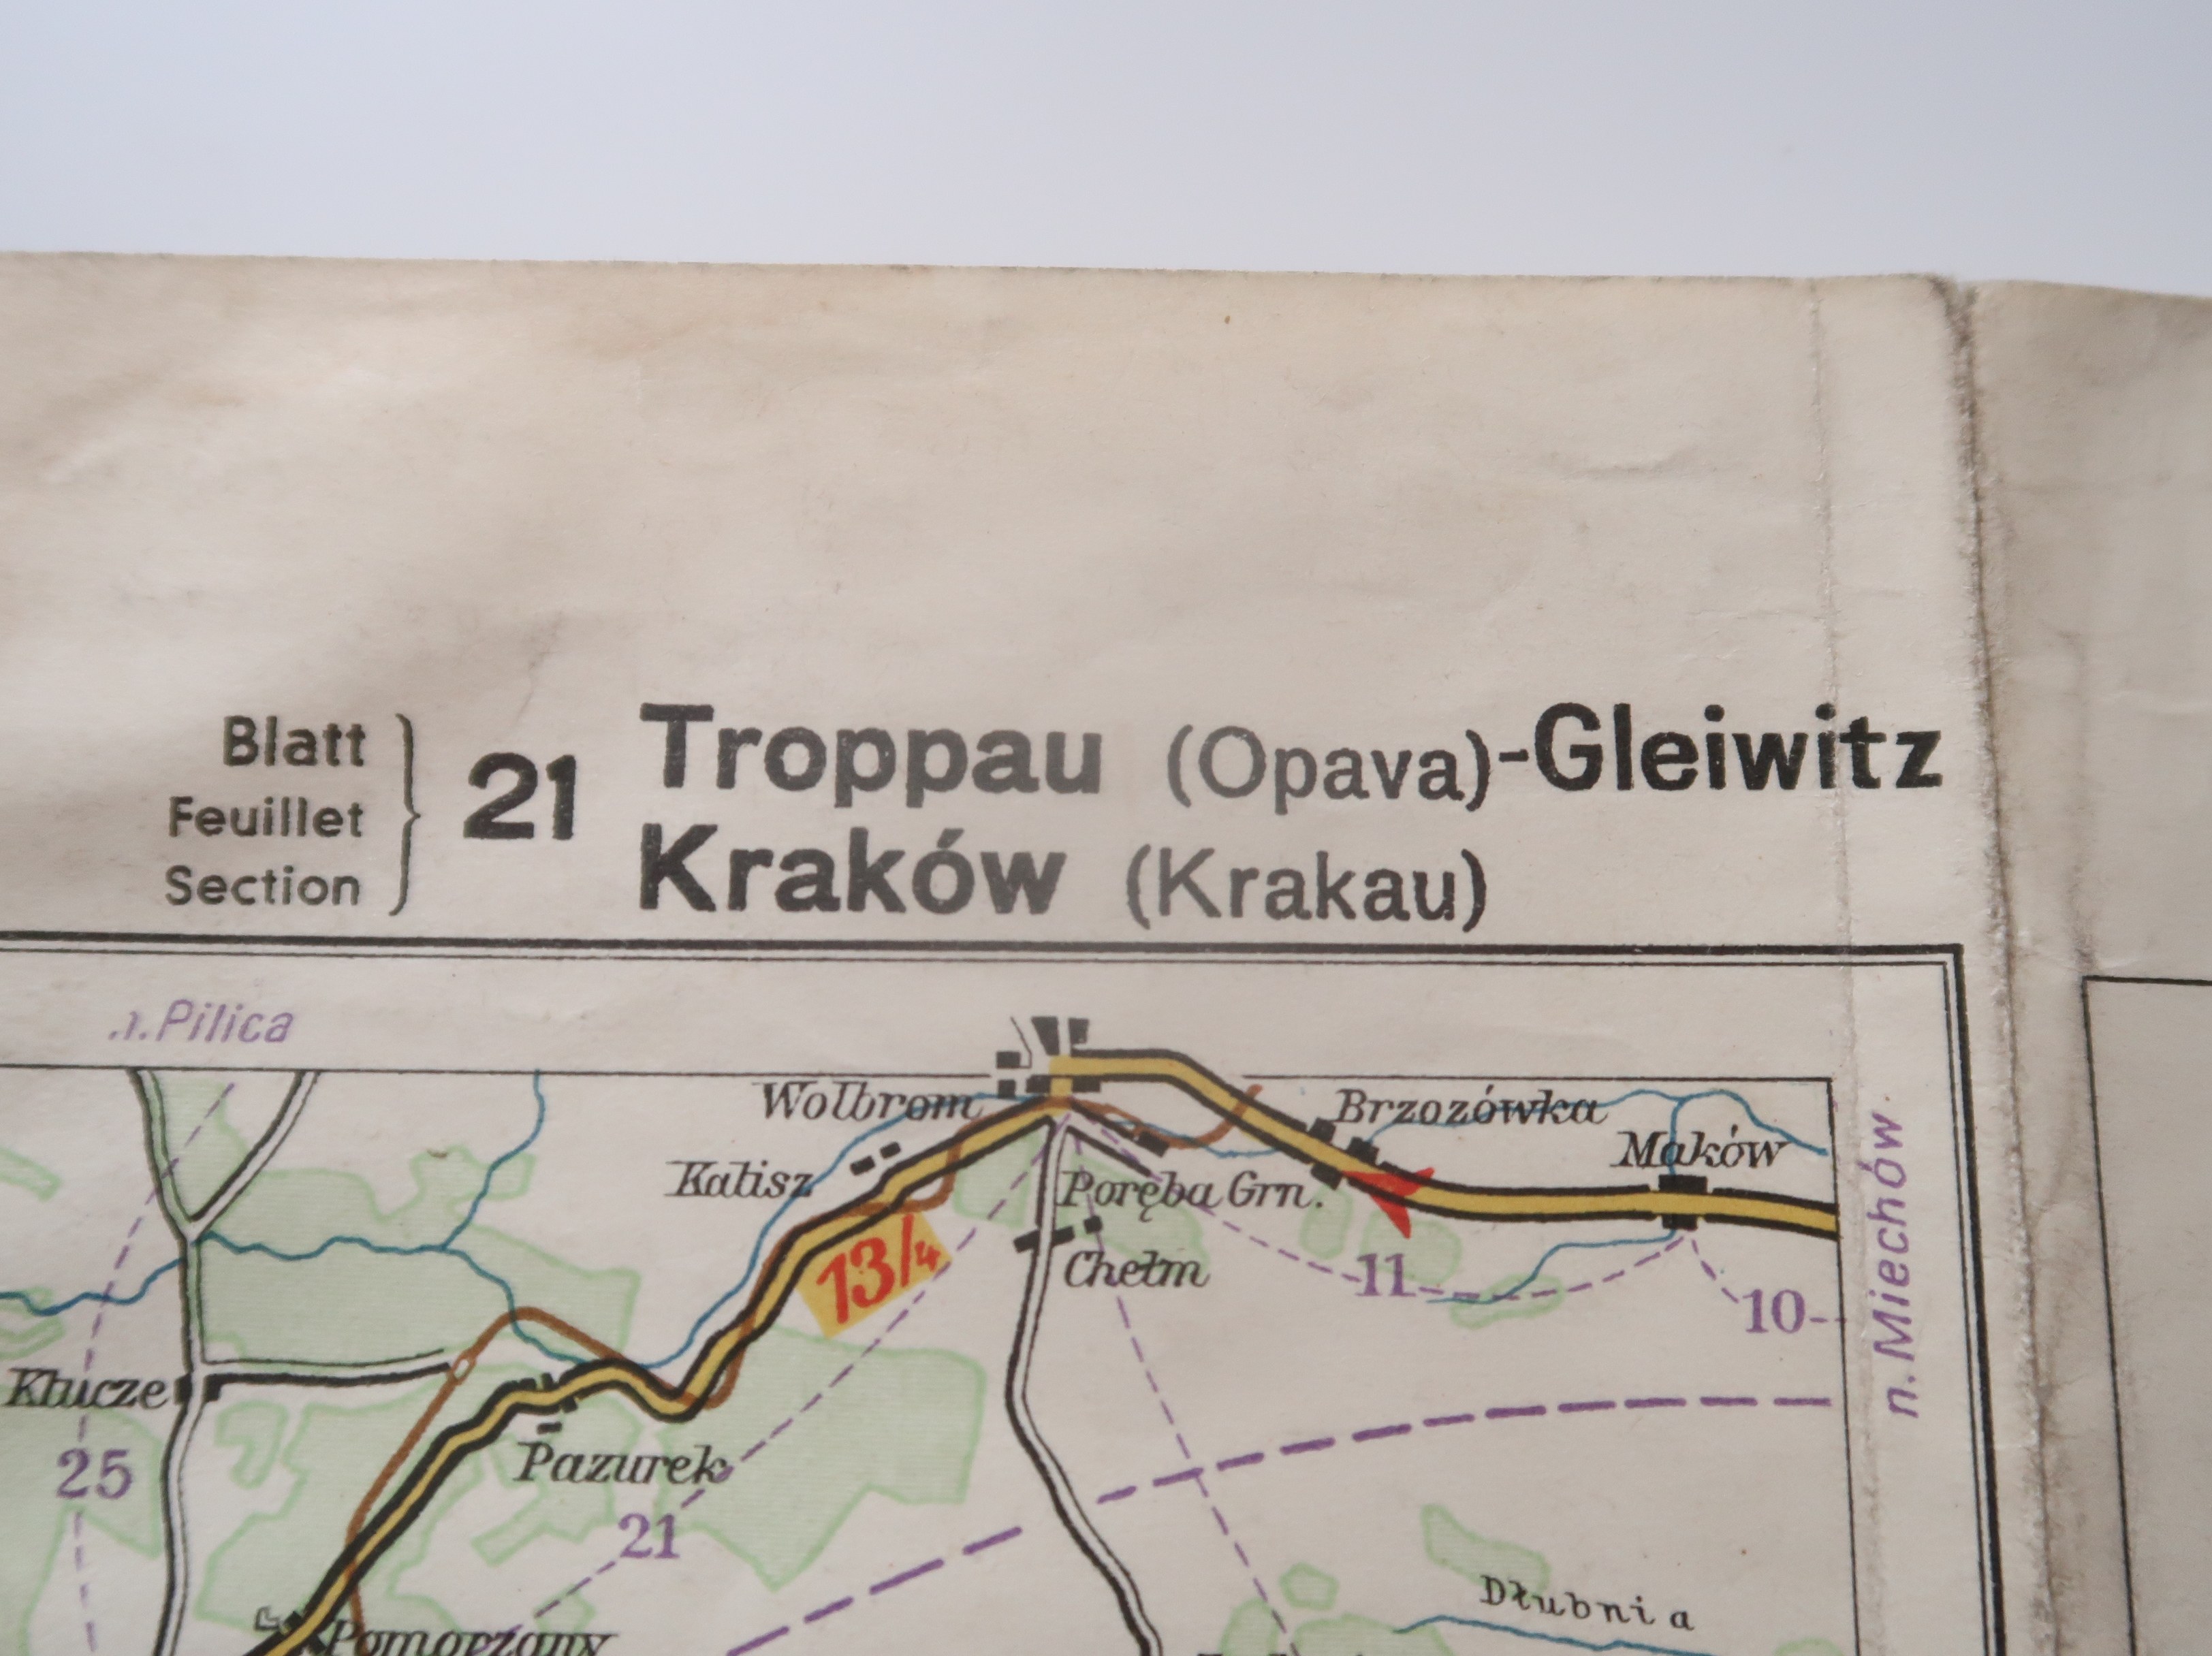 Blatt
Feuillet
Section
21
Troppau (Opava)-Gleiwitz
Kraków (Krakau)
n. Pilica
Wolbrom
Brzozówka
Maków
Kalisz
Poręba Grn.
n. Miechów
13/4
Chełm
11
10
Klucze
Pazurek
25
21
Dłubnia
Pomorzany